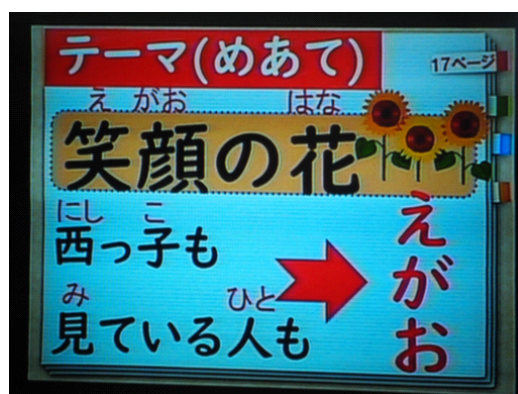 テーマ(めあて)
17ページ
えがお はな
笑顔の花
にし こ
西っ子も
み ひと
見ている人も
えがお